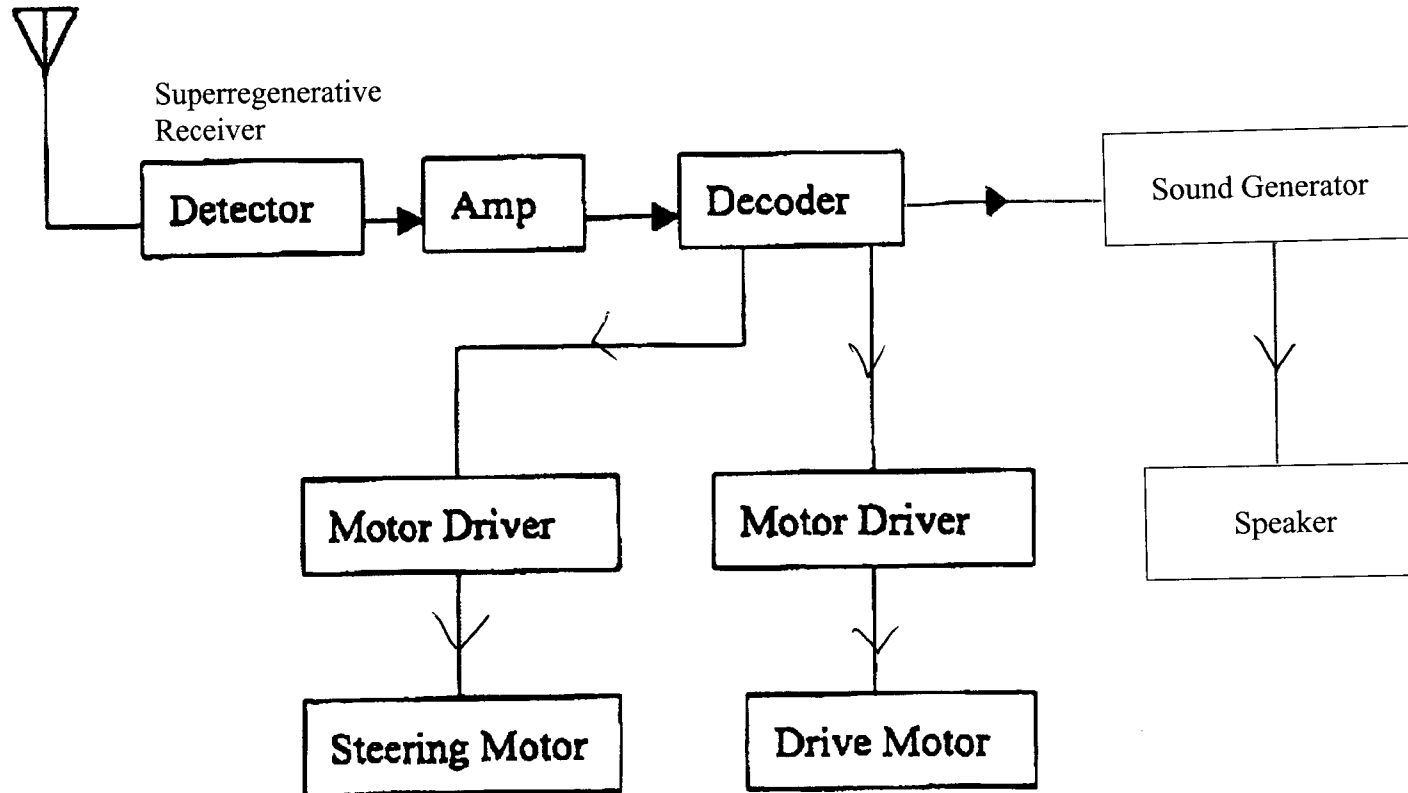 Superregenerative
Receiver
Detector
Amp
Decoder
Sound Generator
Motor Driver
Motor Driver
Speaker
Steering Motor
Drive Motor